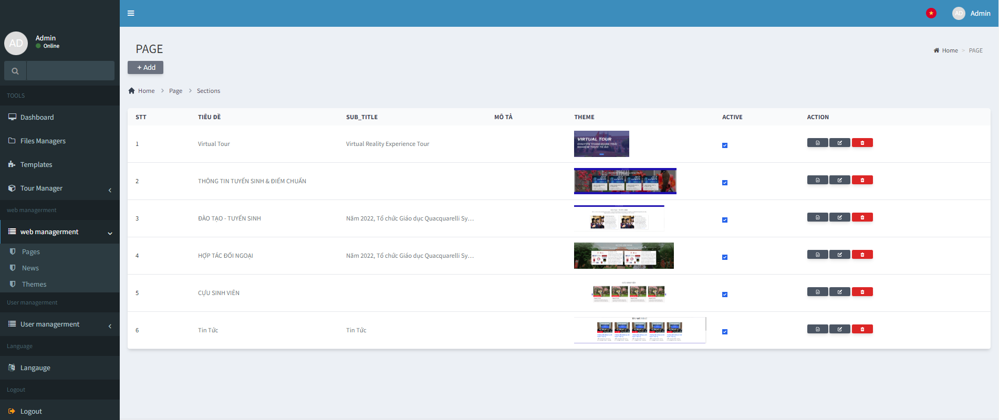 AD Admin
AD
Admin
Online
PAGE
Home > PAGE
+ Add
Home > Page > Sections
TOOLS
Dashboard
Files Managers
Templates
Tour Manager
web managerment
web managerment
Pages
News
Themes
User managerment
User managerment
Language
Langauge
Logout
Logout
STT TIÊU ĐỀ SUB_TITLE MÔ TẢ THEME ACTIVE ACTION
1 Virtual Tour Virtual Reality Experience Tour
VIRTUAL TOUR
CHUYẾN THAM QUAN TRẢI
NGHIỆM THỰC TẾ ẢO
2 THÔNG TIN TUYỂN SINH & ĐIỂM CHUẨN
3 ĐÀO TẠO - TUYỂN SINH Năm 2022, Tổ chức Giáo dục Quacquarelli Sy...
4 HỢP TÁC ĐỐI NGOẠI Năm 2022, Tổ chức Giáo dục Quacquarelli Sy...
5 CỰU SINH VIÊN
6 Tin Tức Tin Tức
TIN MỚI NHẤT